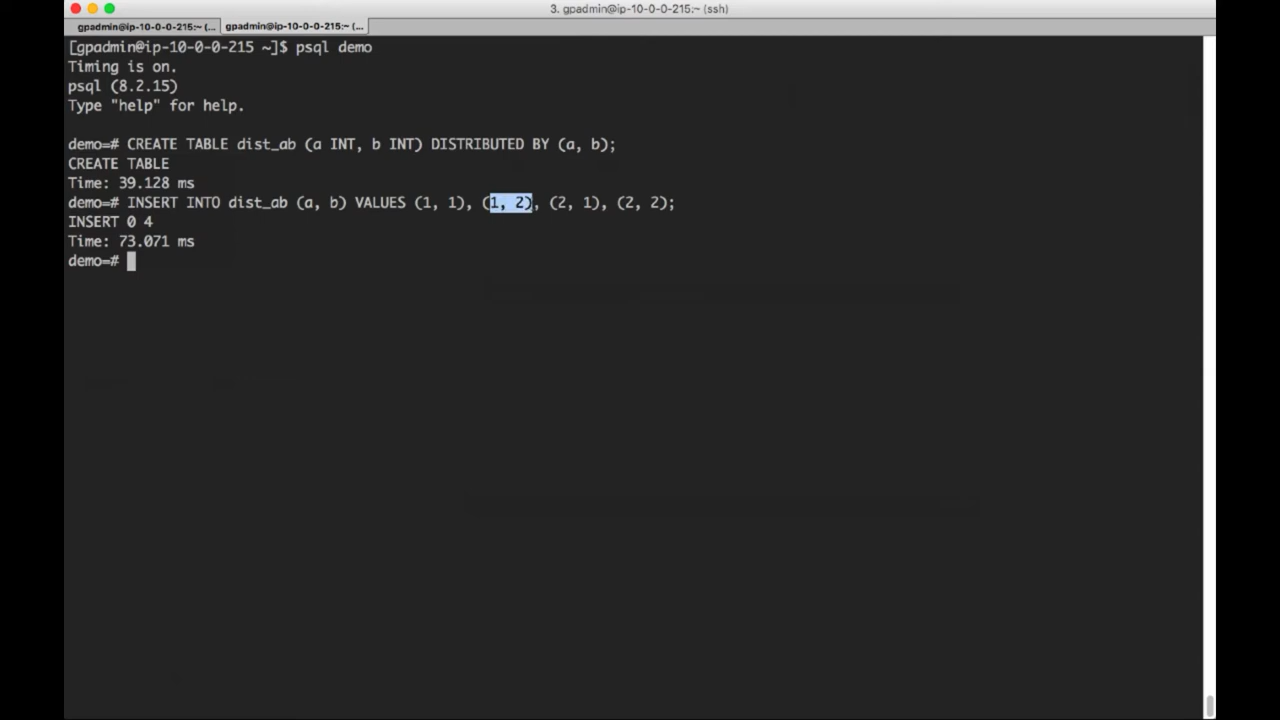 3. gpadmin@ip-10-0-0-215:~ (ssh)
gpadmin@ip-10-0-0-215:~ (... gpadmin@ip-10-0-0-215:~ (...
[gpadmin@ip-10-0-0-215 ~]$ psql demo
Timing is on.
psql (8.2.15)
Type "help" for help.
demo=# CREATE TABLE dist_ab (a INT, b INT) DISTRIBUTED BY (a, b);
CREATE TABLE
Time: 39.128 ms
demo=# INSERT INTO dist_ab (a, b) VALUES (1, 1), (1, 2), (2, 1), (2, 2);
INSERT 0 4
Time: 73.071 ms
demo=#